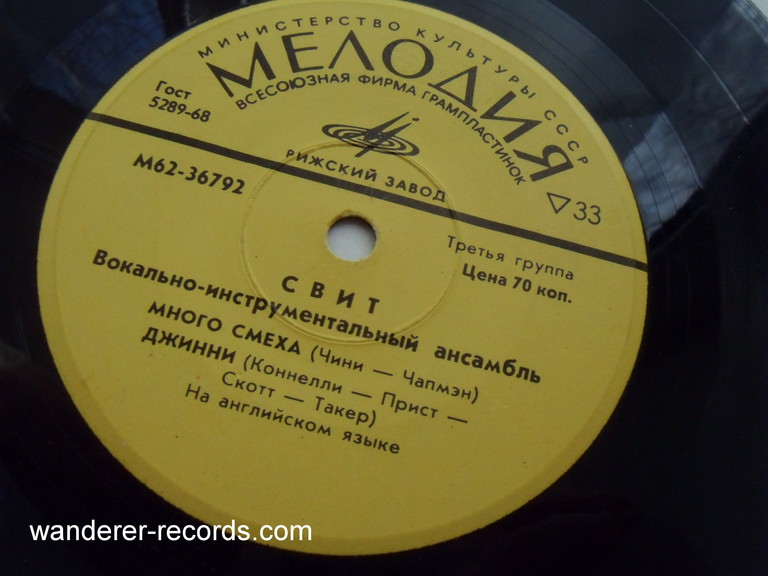 МИНИСТЕРСТВО КУЛЬТУРЫ СССР
МЕЛОДИЯ
ВСЕСОЮЗНАЯ ФИРМА ГРАМПЛАСТИНОК
Гост
5289-68
РИЖСКИЙ ЗАВОД
М62-36792
33
Третья группа
Цена 70 коп.
СВИТ
Вокально-инструментальный ансамбль
МНОГО СМЕХА (Чини — Чапмэн)
ДЖИННИ (Коннелли — Прист —
Скотт — Такер)
На английском языке
wanderer-records.com